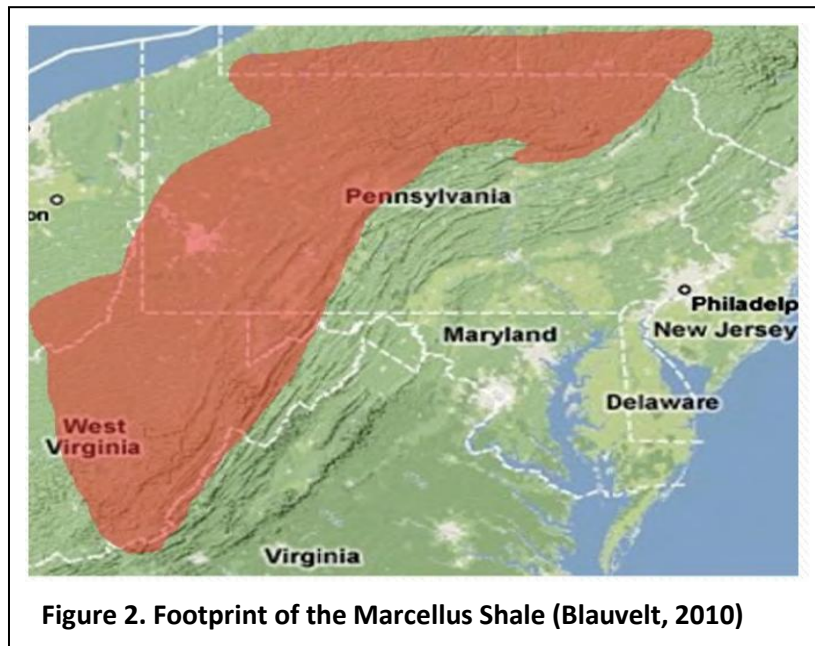 Pennsylvania
on
Philadelp
Maryland
New Jersey
Delaware
West
Virginia
Virginia
Figure 2. Footprint of the Marcellus Shale (Blauvelt, 2010)